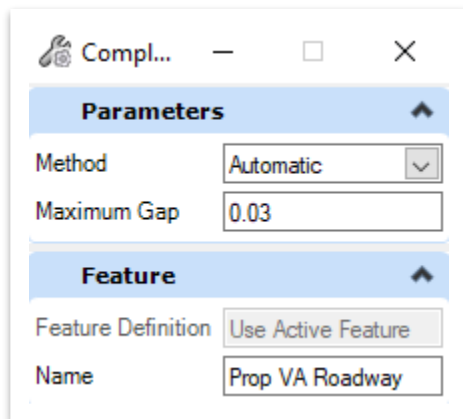 Compl...
Parameters
Method Automatic
Maximum Gap 0.03
Feature
Feature Definition Use Active Feature
Name Prop VA Roadway